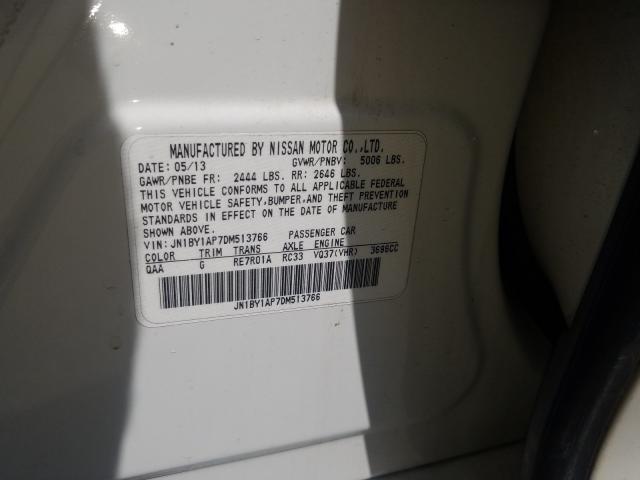 MANUFACTURED BY NISSAN MOTOR CO.,LTD.
DATE: 05/13 GVWR/PNBV: 5006 LBS.
GAWR/PNBE FR: 2444 LBS. RR: 2646 LBS.
THIS VEHICLE CONFORMS TO ALL APPLICABLE FEDERAL
MOTOR VEHICLE SAFETY,BUMPER,AND THEFT PREVENTION
STANDARDS IN EFFECT ON THE DATE OF MANUFACTURE
SHOWN ABOVE.
VIN: JN1BY1AP7DM513766 PASSENGER CAR
COLOR TRIM TRANS AXLE ENGINE
QAA G RE7R01A RC33 VQ37(VHR) 3696CC
JN1BY1AP7DM513766